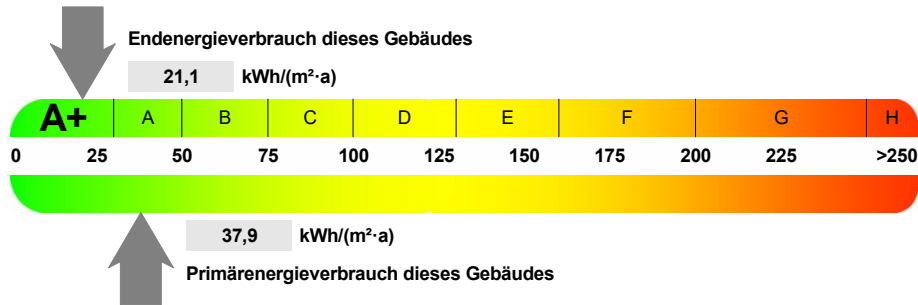 Endenergieverbrauch dieses Gebäudes
21,1 kWh/(m²·a)
A+ A B C D E F G H
0 25 50 75 100 125 150 175 200 225 >250
37,9 kWh/(m²·a)
Primärenergieverbrauch dieses Gebäudes